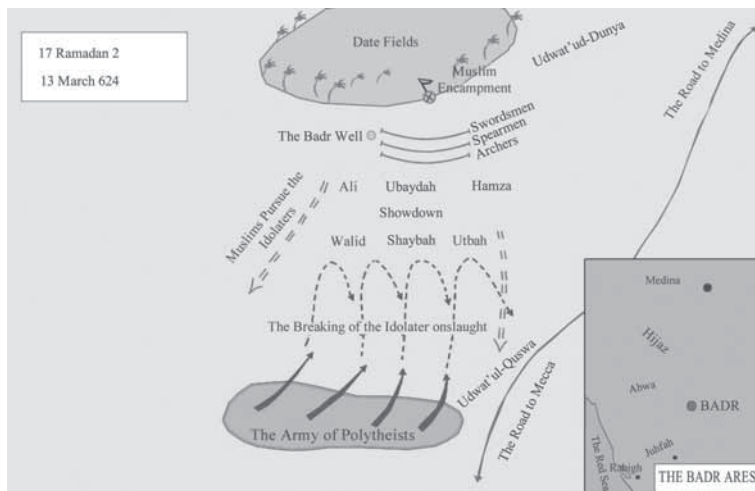 17 Ramadan 2
13 March 624
Date Fields
Udwat'ud-Dunya
The Road to Medina
Muslim
Encampment
The Badr Well
Swordsmen
Spearmen
Archers
Ali Ubaydah Hamza
Showdown
Walid Shaybah Utbah
Muslims Pursue the
Idolaters
The Breaking of the Idolater onslaught
Udwat'ul-Quswa
The Road to Mecca
The Army of Polytheists
Medina
Hijaz
Abwa
BADR
Juhfah
Rabigh
The Red Sea
THE BADR ARES